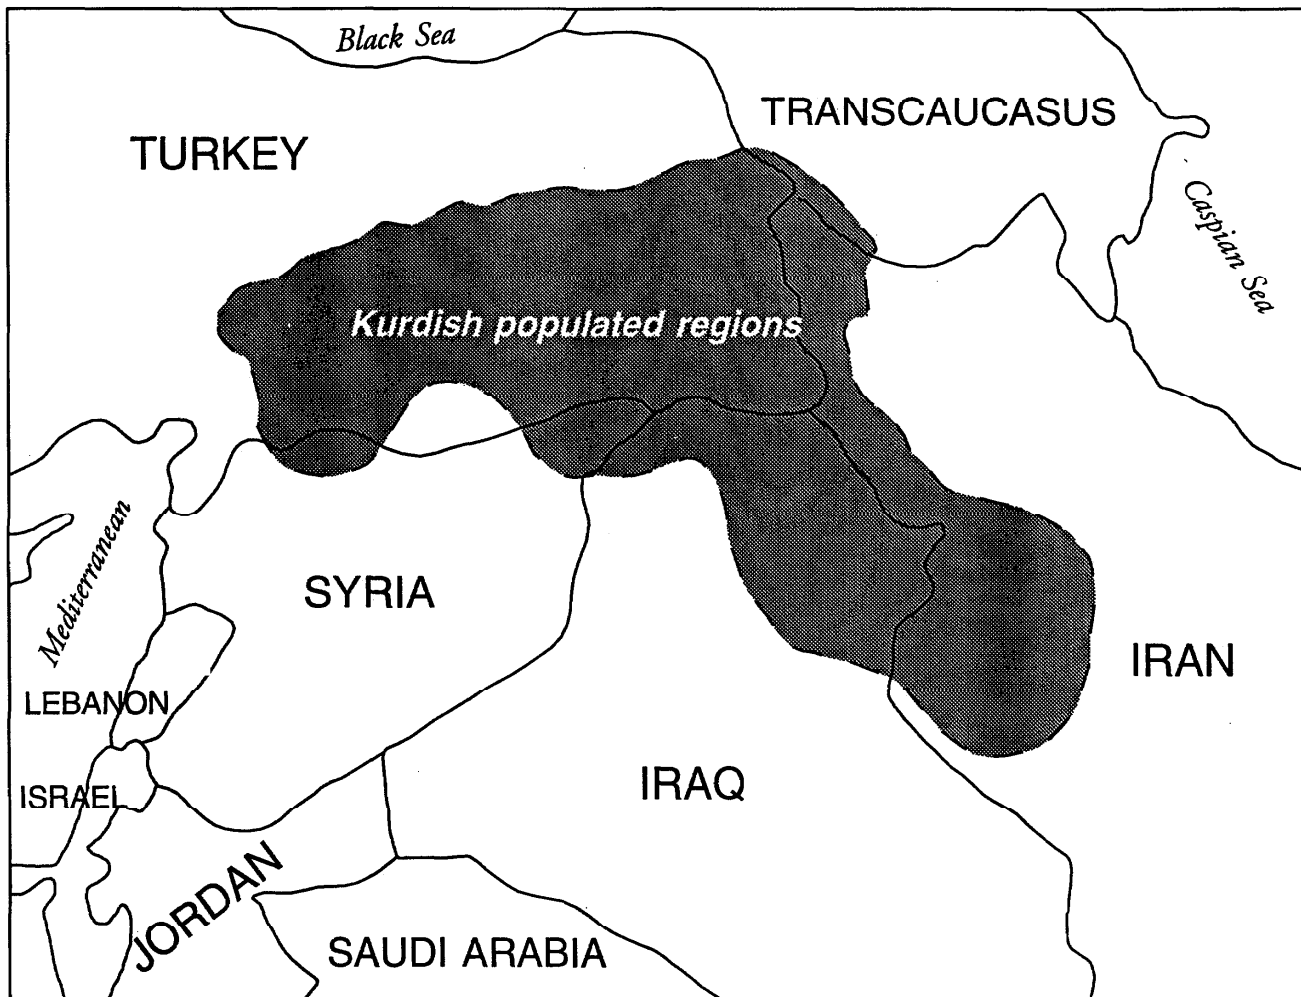 Black Sea
TRANSCAUCASUS
TURKEY
Caspian Sea
Kurdish populated regions
Mediterranean
SYRIA
IRAN
LEBANON
IRAQ
ISRAEL
JORDAN
SAUDI ARABIA